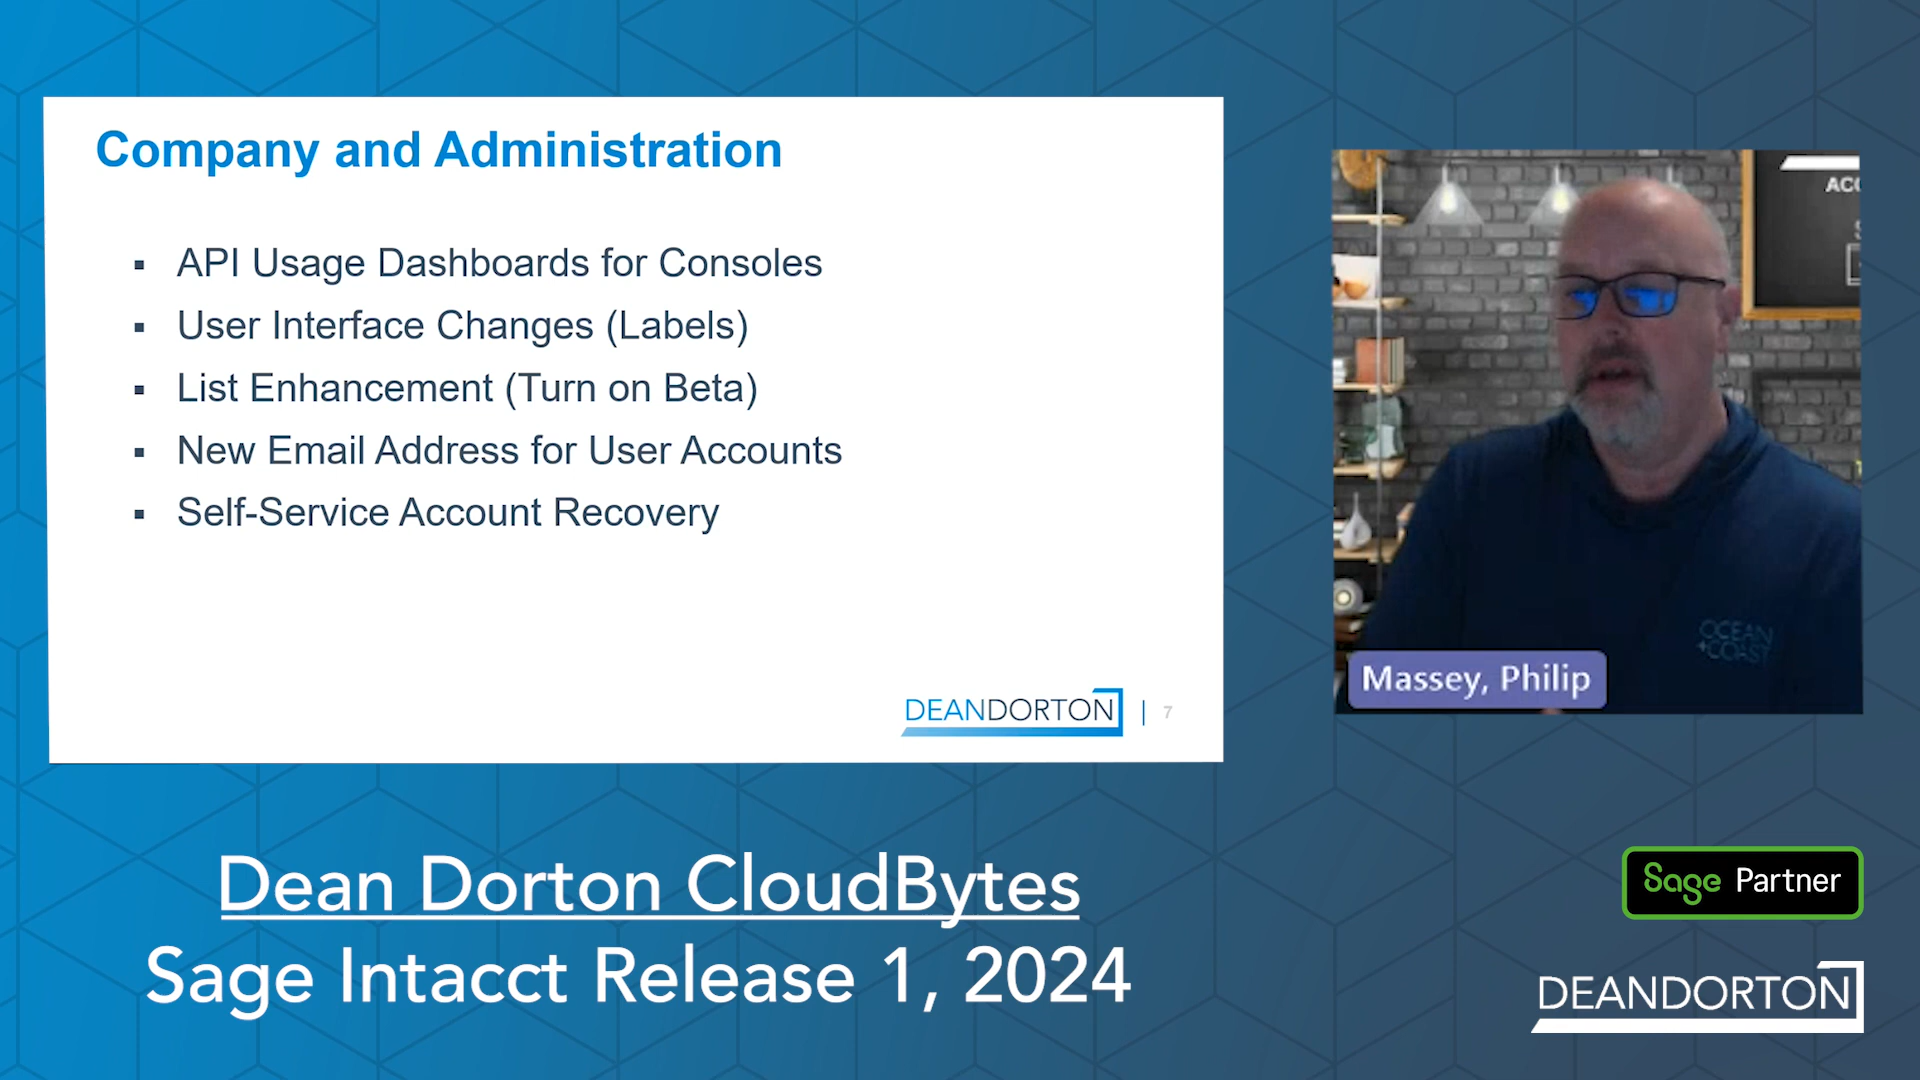 Company and Administration
▪ API Usage Dashboards for Consoles
▪ User Interface Changes (Labels)
▪ List Enhancement (Turn on Beta)
▪ New Email Address for User Accounts
▪ Self-Service Account Recovery
DEANDORTON | 7
OCEAN
+COAST
Massey, Philip
Dean Dorton CloudBytes
Sage Intacct Release 1, 2024
Sage Partner
DEANDORTON